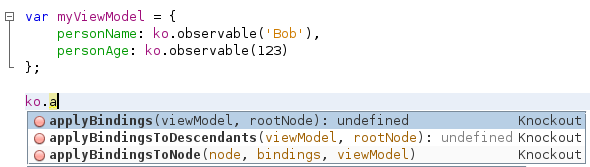 var myViewModel = {
    personName: ko.observable('Bob'),
    personAge: ko.observable(123)
};
ko.a
applyBindings(viewModel, rootNode): undefined Knockout
applyBindingsToDescendants(viewModel, rootNode): undefined Knockout
applyBindingsToNode(node, bindings, viewModel) Knockout